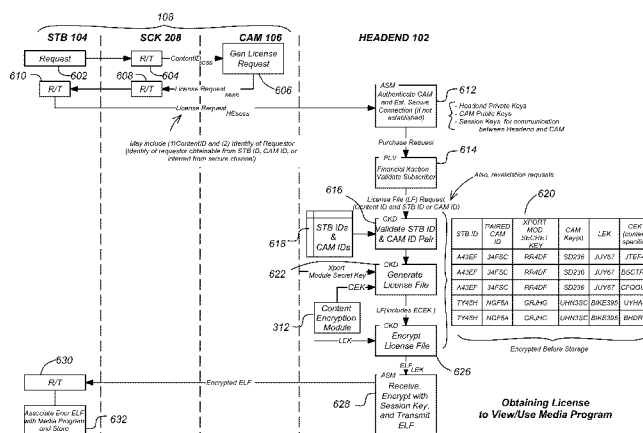 108
STB 104
SCK 208
CAM 106
HEADEND 102
Request
602
R/T
604
ContentID
Gen License
Request
606
610
R/T
608
R/T
License Request
License Request
ASM
Authenticate CAM
and Est. Secure
Connection (if not
established)
612
- Headend Private Keys
- CAM Public Keys
- Session Keys for communication
between Headend and CAM
May include (1)ContentID and (2) Identity of Requestor
(Identity of requestor obtainable from STB ID, CAM ID, or
inferred from secure channel)
Purchase Request
PLV
Financial Xaction
Validate Subscriber
614
Also, revalidation requests
License File (LF) Request
(Content ID and STB ID or CAM ID)
616
CKD
Validate STB ID
& CAM ID Pair
618
STB IDs
&
CAM IDs
620
STB ID
PAIRED
CAM
ID
XPORT
MOD
SECRET
KEY
CAM
Key(s)
LEK
CEK
A43EF 34FSC RR4DF SD236 JUY67
A43EF 34FSC RR4DF SD236 JUY67
A43EF 34FSC RR4DF SD236 JUY67
TY45H NGF5A GRJHC UHN3SC BIKE395
TY45H NGF5A GRJHC UHN3SC BIKE395
Encrypted Before Storage
622
Xport
Module Secret Key
CKD
Generate
License File
CEK
312
Content
Encryption
Module
LF(includes ECEK )
CKD
Encrypt
License File
LEK
626
ELF
LEK
630
R/T
Encrypted ELF
ASM
Receive,
Encrypt with
Session Key,
and Transmit
ELF
628
Associate Encr ELF
with Media Program
and Store
632
Obtaining License
to View/Use Media Program